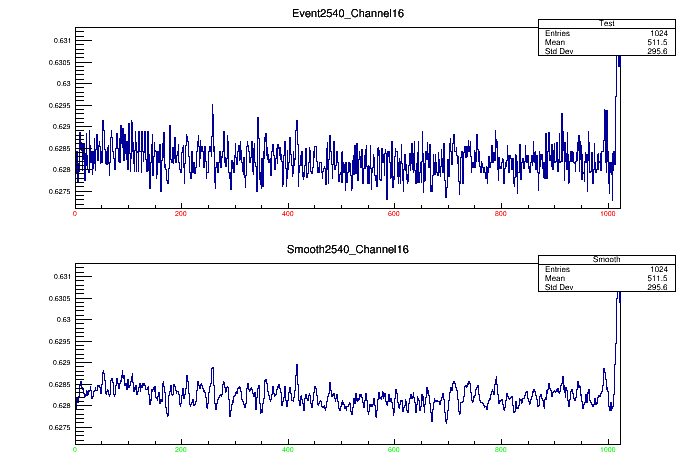 Event2540_Channel16
Test
Entries 1024
Mean 511.5
Std Dev 295.6
0.631
0.6305
0.63
0.6295
0.629
0.6285
0.628
0.6275
0 200 400 600 800 1000
Smooth2540_Channel16
Smooth
Entries 1024
Mean 511.5
Std Dev 295.6
0.631
0.6305
0.63
0.6295
0.629
0.6285
0.628
0.6275
0 200 400 600 800 1000